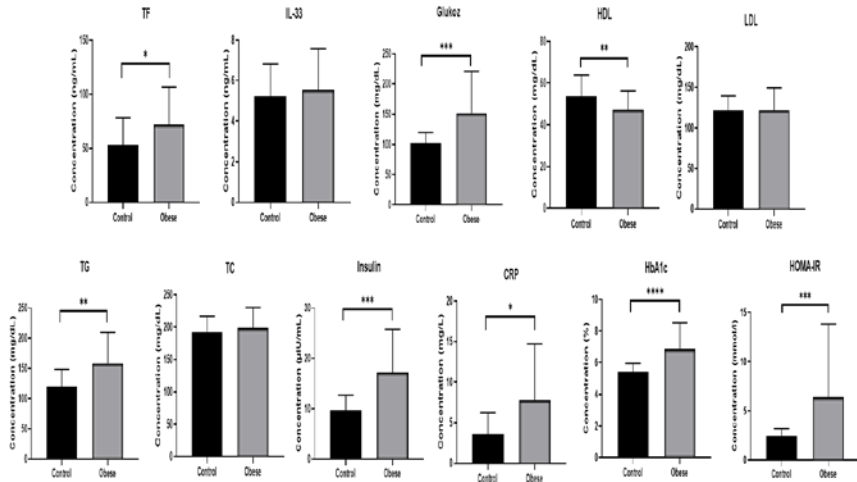 TF
Concentration (mg/mL)
150
100
50
0
*
Control
Obese
IL-33
Concentration (mg/mL)
8
6
4
2
0
Control
Obese
Glukoz
Concentration (mg/dL)
250
200
150
100
50
0
***
Control
Obese
HDL
Concentration (mg/dL)
80
60
40
20
0
**
Control
Obese
LDL
Concentration (mg/dL)
200
150
100
50
0
Control
Obese
TG
Concentration (mg/dL)
250
200
150
100
50
0
**
Control
Obese
TC
Concentration (mg/dL)
250
200
150
100
50
0
Control
Obese
Insulin
Concentration (µIU/mL)
30
20
10
0
***
Control
Obese
CRP
Concentration (mg/L)
20
15
10
5
0
*
Control
Obese
HbA1c
Concentration (%)
10
8
6
4
2
0
****
Control
Obese
HOMA-IR
Concentration (mmol/l)
15
10
5
0
***
Control
Obese